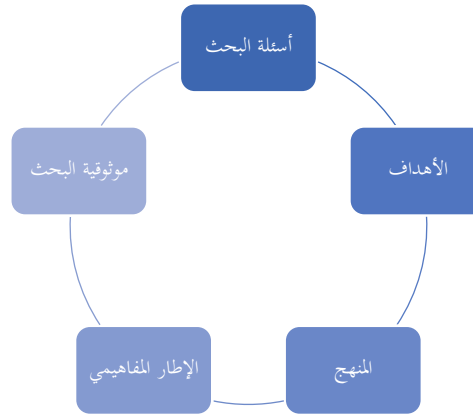 أسئلة البحث
الأهداف
المنهج
الإطار المفاهيمي
موثوقية البحث